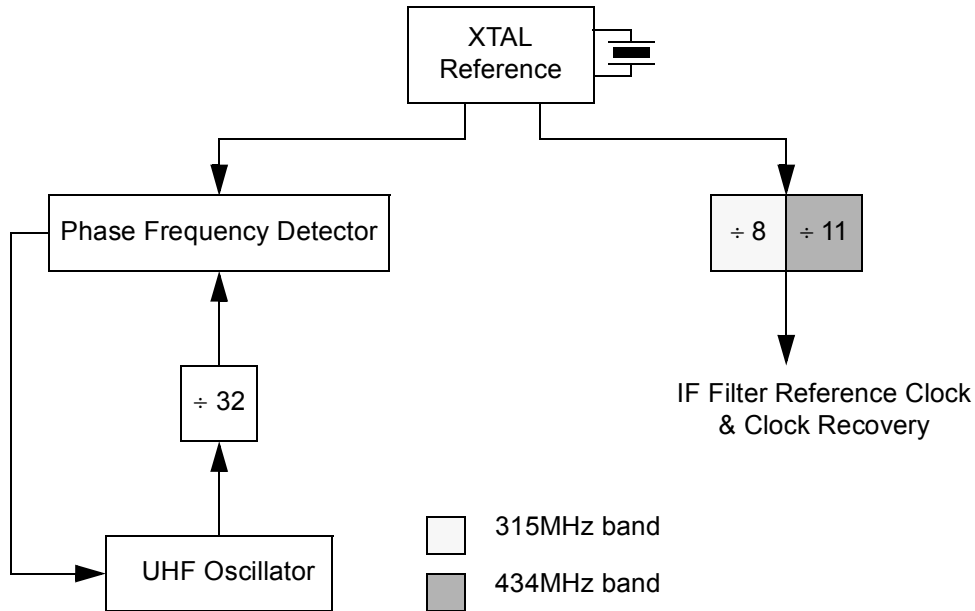 XTAL
Reference
Phase Frequency Detector
÷ 8
÷ 11
÷ 32
IF Filter Reference Clock
& Clock Recovery
UHF Oscillator
315MHz band
434MHz band